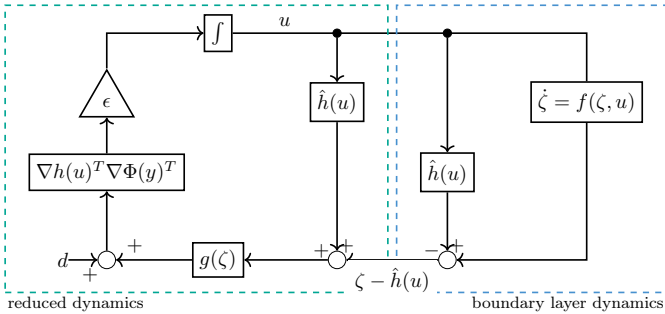 ∫
u
ĥ(u)
ϵ
ζ̇ = f(ζ, u)
∇h(u)^T ∇Φ(y)^T
ĥ(u)
d
+
+
g(ζ)
+
+
−
+
ζ − ĥ(u)
reduced dynamics
boundary layer dynamics